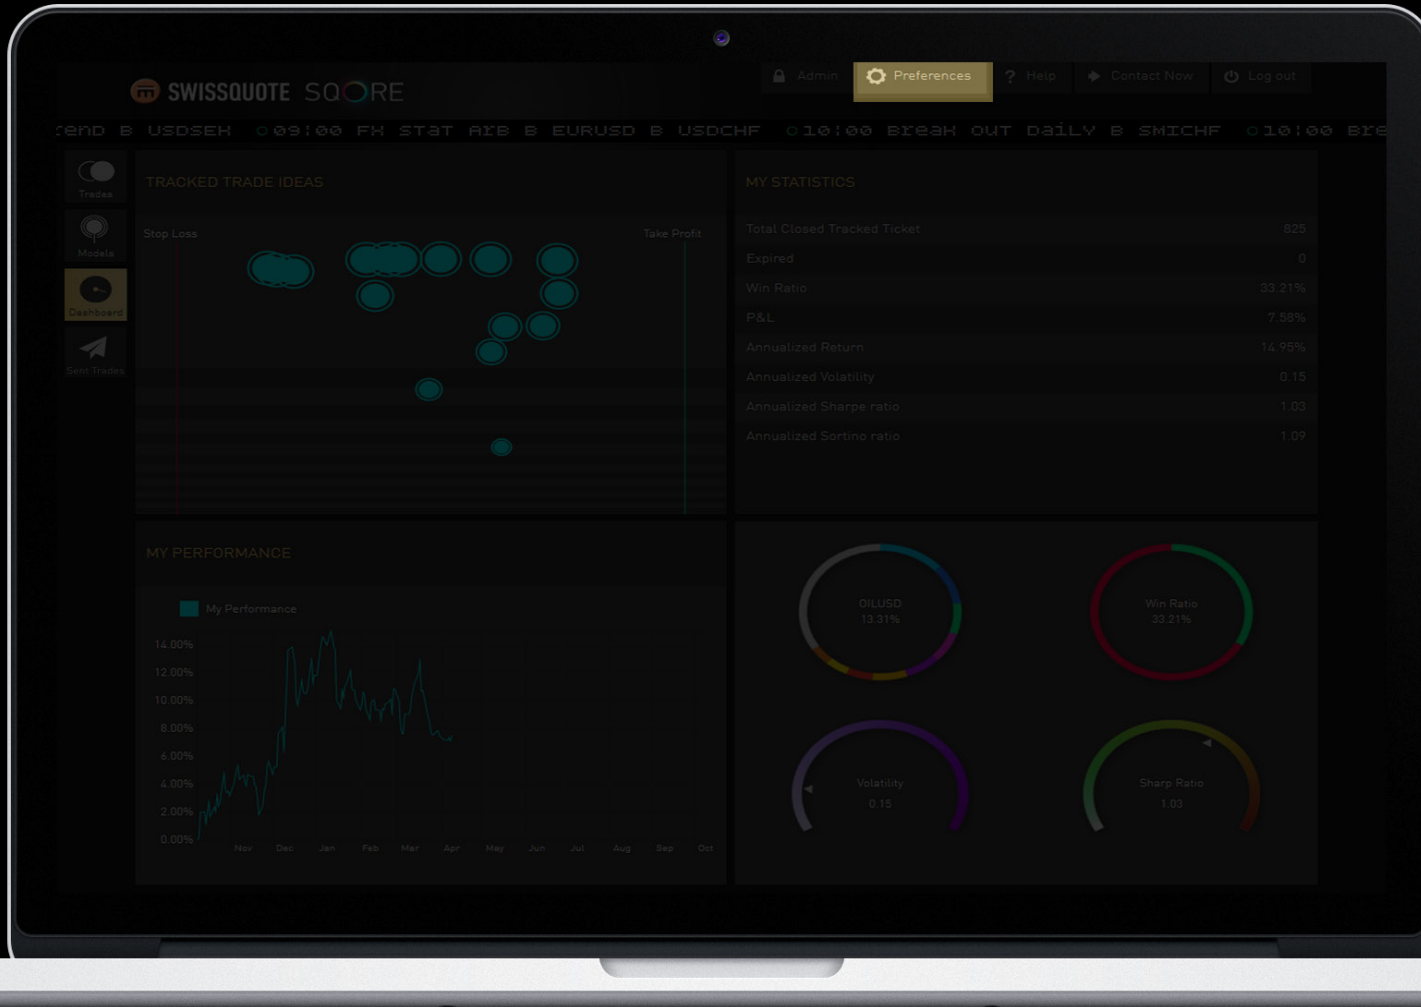 Admin
Preferences
? Help
Contact Now
Log out
SWISSQUOTE SQORE
end B USDSEK 09:00 FX Stat Arb B EURUSD B USDCHF 10:00 Break Out Daily B SMICHF 10:00 Bre
Trades
Models
Dashboard
Sent Trades
TRACKED TRADE IDEAS
Stop Loss
Take Profit
MY STATISTICS
Total Closed Tracked Ticket 825
Expired 0
Win Ratio 33.21%
P&L 7.58%
Annualized Return 14.95%
Annualized Volatility 0.15
Annualized Sharpe ratio 1.03
Annualized Sortino ratio 1.09
MY PERFORMANCE
My Performance
14.00%
12.00%
10.00%
8.00%
6.00%
4.00%
2.00%
0.00%
Nov Dec Jan Feb Mar Apr May Jun Jul Aug Sep Oct
OILUSD
13.31%
Win Ratio
33.21%
Volatility
0.15
Sharp Ratio
1.03